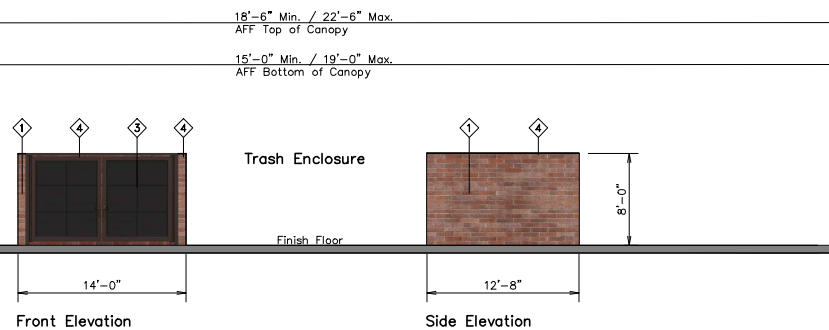 18'-6" Min. / 22'-6" Max.
AFF Top of Canopy
15'-0" Min. / 19'-0" Max.
AFF Bottom of Canopy
1 4 3 4
1 4
Trash Enclosure
8'-0"
Finish Floor
14'-0"
12'-8"
Front Elevation
Side Elevation